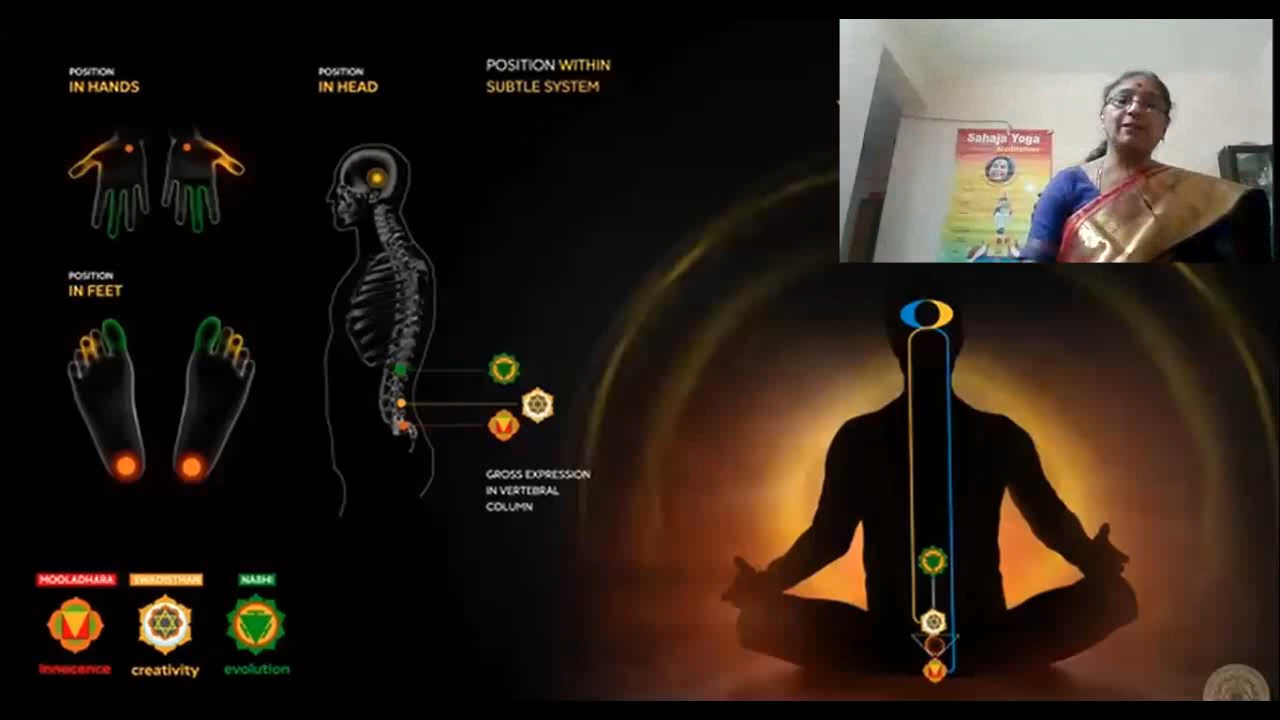 POSITION
IN HANDS
POSITION
IN HEAD
POSITION WITHIN
SUBTLE SYSTEM
Sahaja Yoga
Meditation
POSITION
IN FEET
GROSS EXPRESSION
IN VERTEBRAL
COLUMN
MOOLADHARA
SWADISTHAN
NABHI
innocence
creativity
evolution